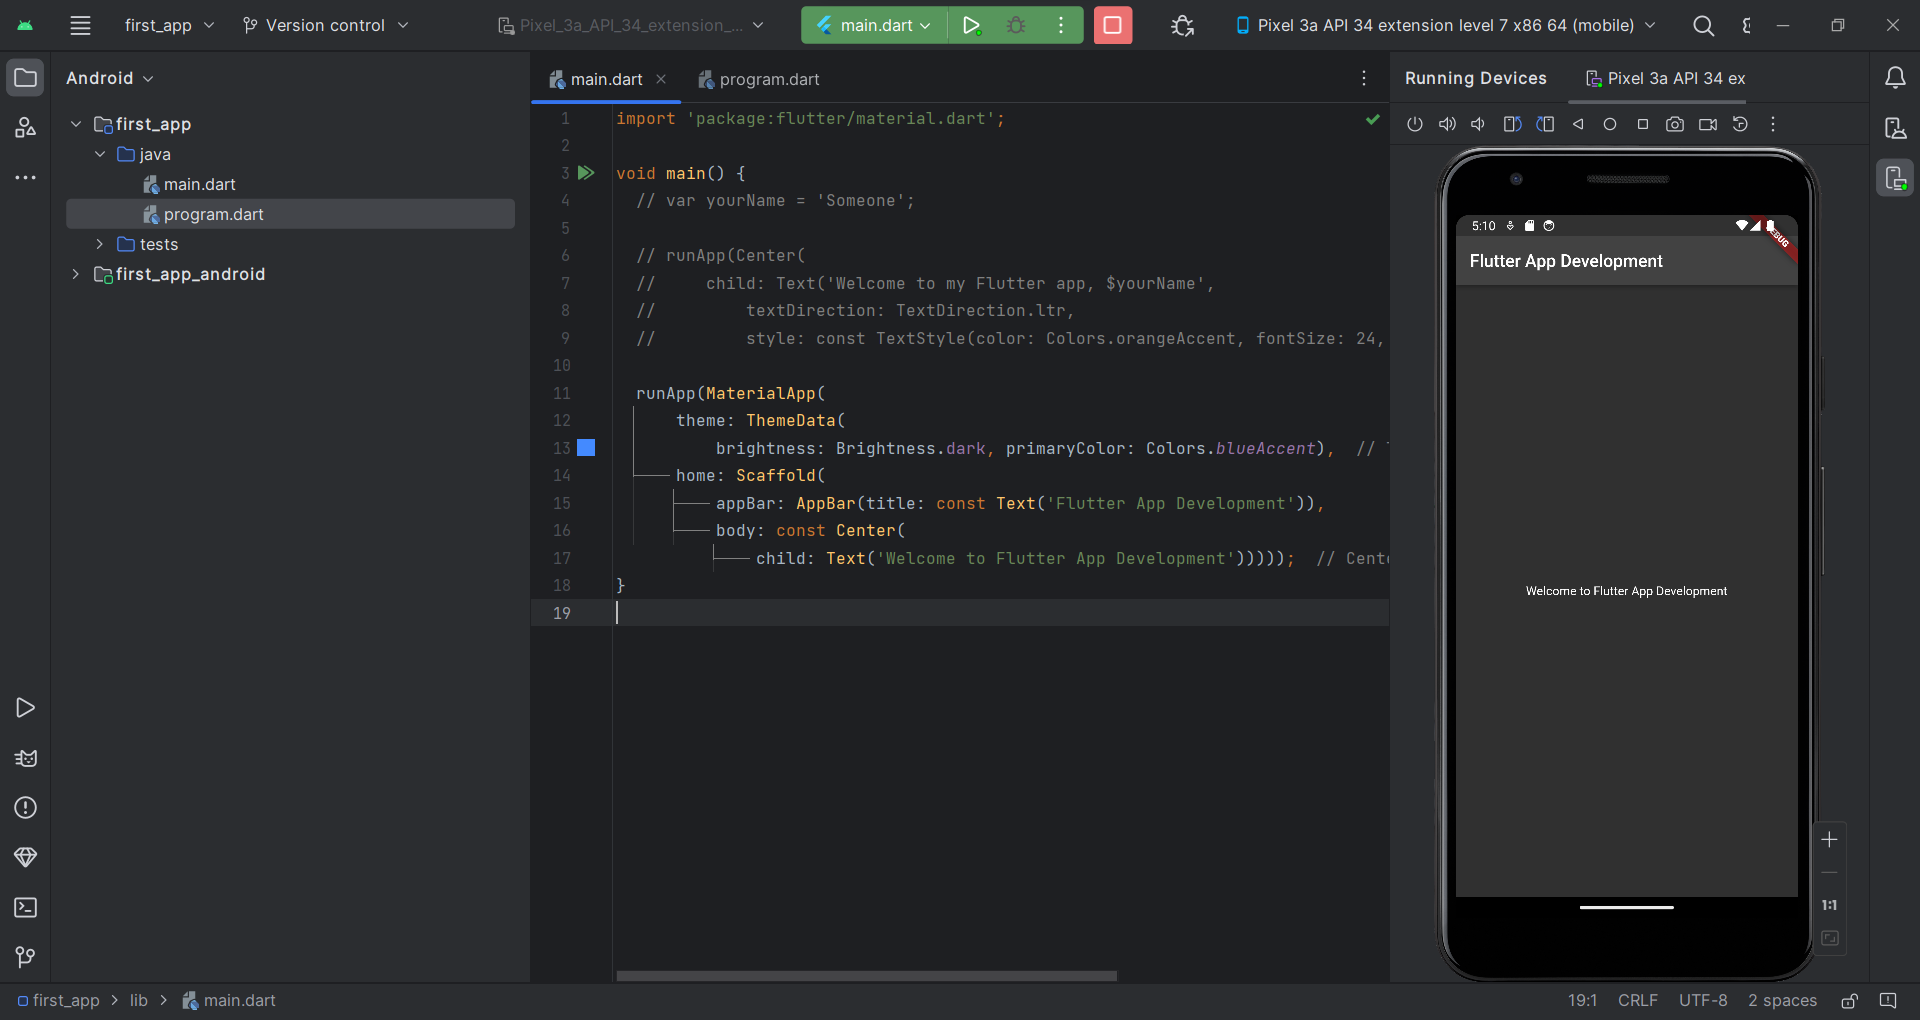 first_app
Version control
Pixel_3a_API_34_extension_...
main.dart
Pixel 3a API 34 extension level 7 x86 64 (mobile)
Android
first_app
java
main.dart
program.dart
tests
first_app_android
main.dart
program.dart
1 import 'package:flutter/material.dart';
2
3 void main() {
4 // var yourName = 'Someone';
5
6 // runApp(Center(
7 //     child: Text('Welcome to my Flutter app, $yourName',
8 //         textDirection: TextDirection.ltr,
9 //         style: const TextStyle(color: Colors.orangeAccent, fontSize: 24,
10
11 runApp(MaterialApp(
12 theme: ThemeData(
13 brightness: Brightness.dark, primaryColor: Colors.blueAccent), //
14 home: Scaffold(
15 appBar: AppBar(title: const Text('Flutter App Development')),
16 body: const Center(
17 child: Text('Welcome to Flutter App Development'))))); // Cent
18 }
19
Running Devices
Pixel 3a API 34 ex
5:10
DEBUG
Flutter App Development
Welcome to Flutter App Development
1:1
first_app > lib > main.dart
19:1
CRLF
UTF-8
2 spaces